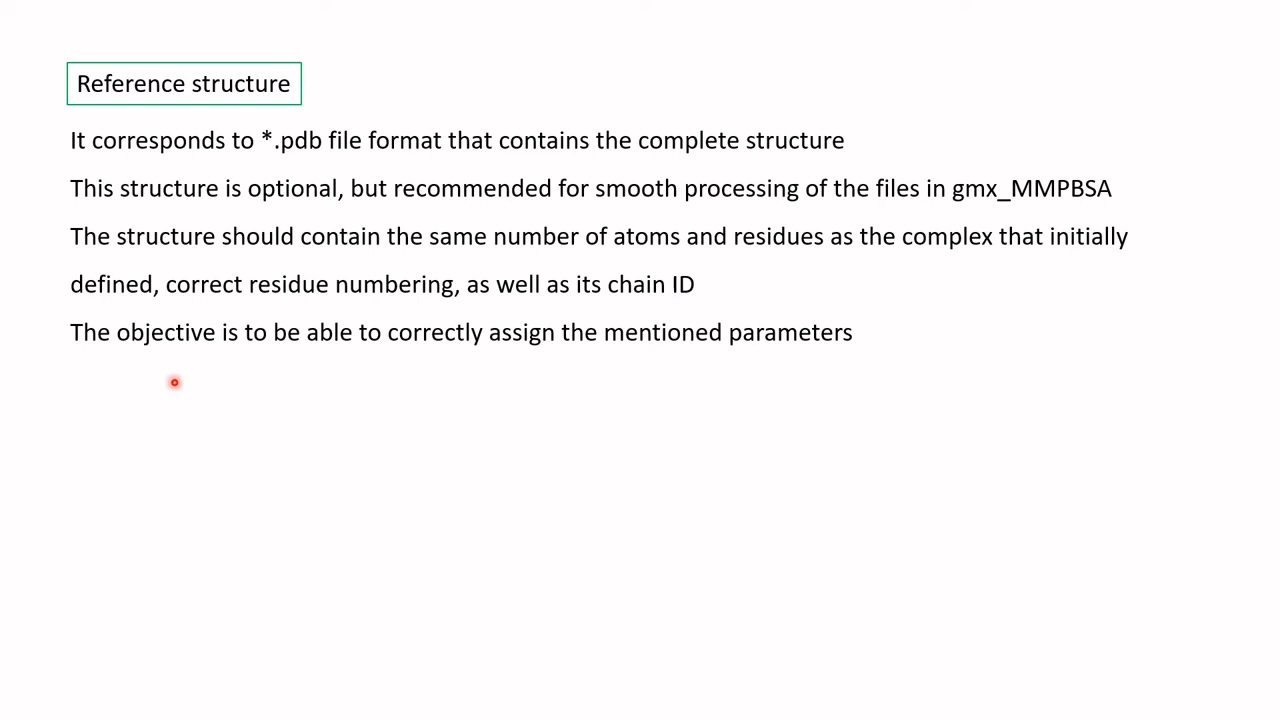 Reference structure
It corresponds to *.pdb file format that contains the complete structure
This structure is optional, but recommended for smooth processing of the files in gmx_MMPBSA
The structure should contain the same number of atoms and residues as the complex that initially
defined, correct residue numbering, as well as its chain ID
The objective is to be able to correctly assign the mentioned parameters